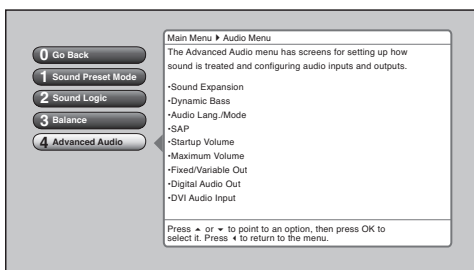 Main Menu ▶ Audio Menu
0 Go Back
1 Sound Preset Mode
2 Sound Logic
3 Balance
4 Advanced Audio
The Advanced Audio menu has screens for setting up how
sound is treated and configuring audio inputs and outputs.
•Sound Expansion
•Dynamic Bass
•Audio Lang./Mode
•SAP
•Startup Volume
•Maximum Volume
•Fixed/Variable Out
•Digital Audio Out
•DVI Audio Input
Press ▲ or ▼ to point to an option, then press OK to
select it. Press ◀ to return to the menu.